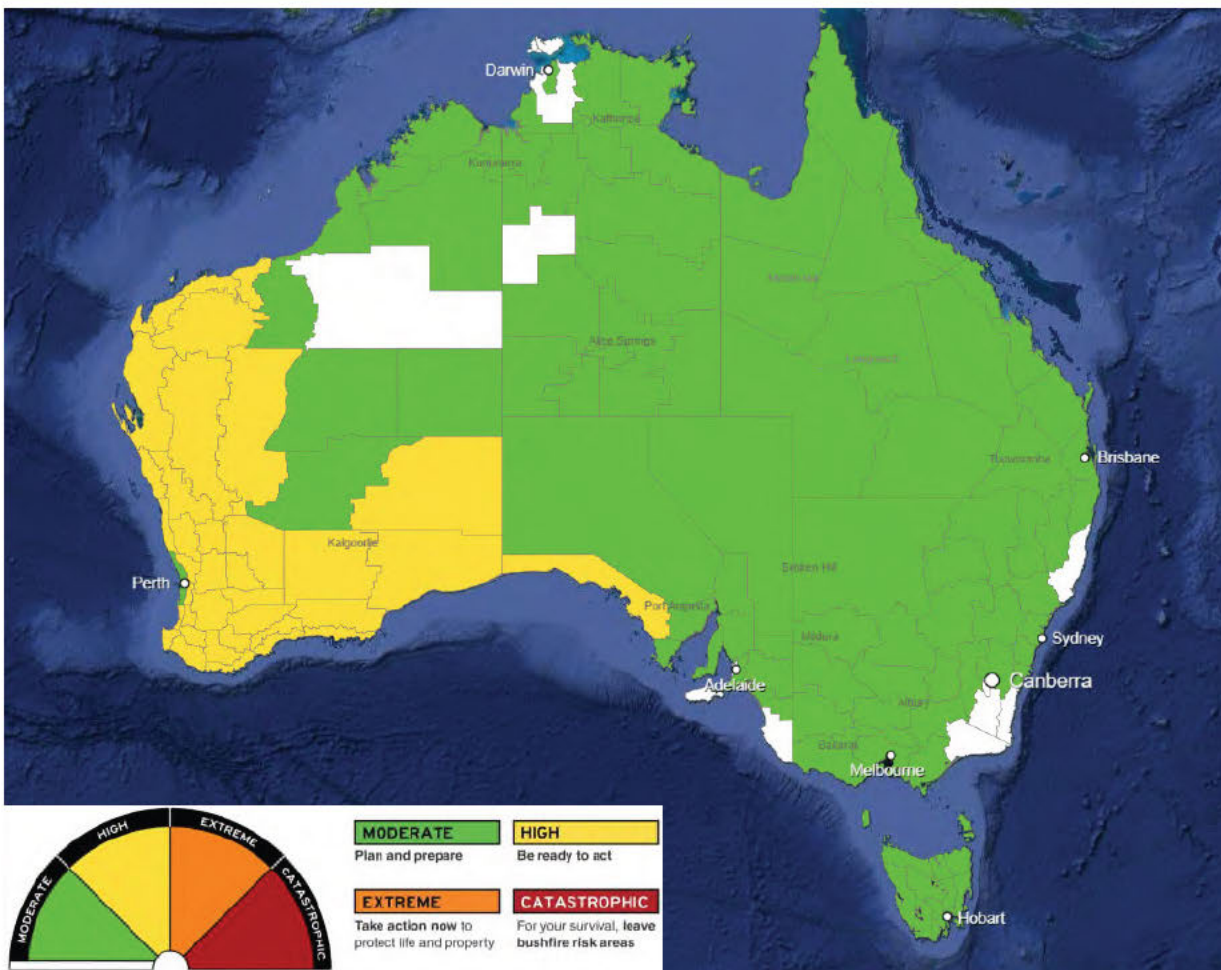 Darwin
Katherine
Kununurra
Alice Springs
Toowoomba
Brisbane
Kalgoorlie
Broken Hill
Perth
Port Augusta
Mildura
Sydney
Adelaide
Canberra
Albury
Ballarat
Melbourne
Hobart
MODERATE
HIGH
EXTREME
CATASTROPHIC
MODERATE
Plan and prepare
HIGH
Be ready to act
EXTREME
Take action now to
protect life and property
CATASTROPHIC
For your survival, leave
bushfire risk areas